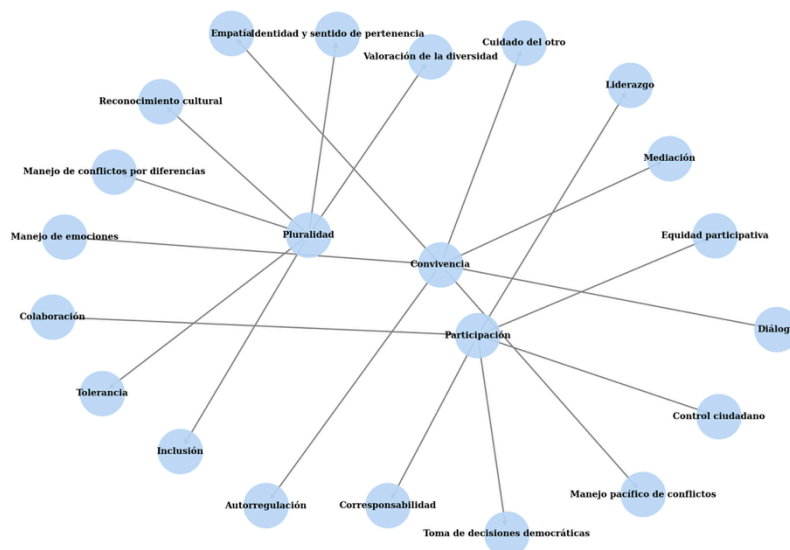 Empatía
Identidad y sentido de pertenencia
Cuidado del otro
Valoración de la diversidad
Liderazgo
Reconocimiento cultural
Mediación
Manejo de conflictos por diferencias
Manejo de emociones
Pluralidad
Equidad participativa
Convivencia
Colaboración
Participación
Diálog
Tolerancia
Control ciudadano
Inclusión
Manejo pacífico de conflictos
Autorregulación
Corresponsabilidad
Toma de decisiones democráticas